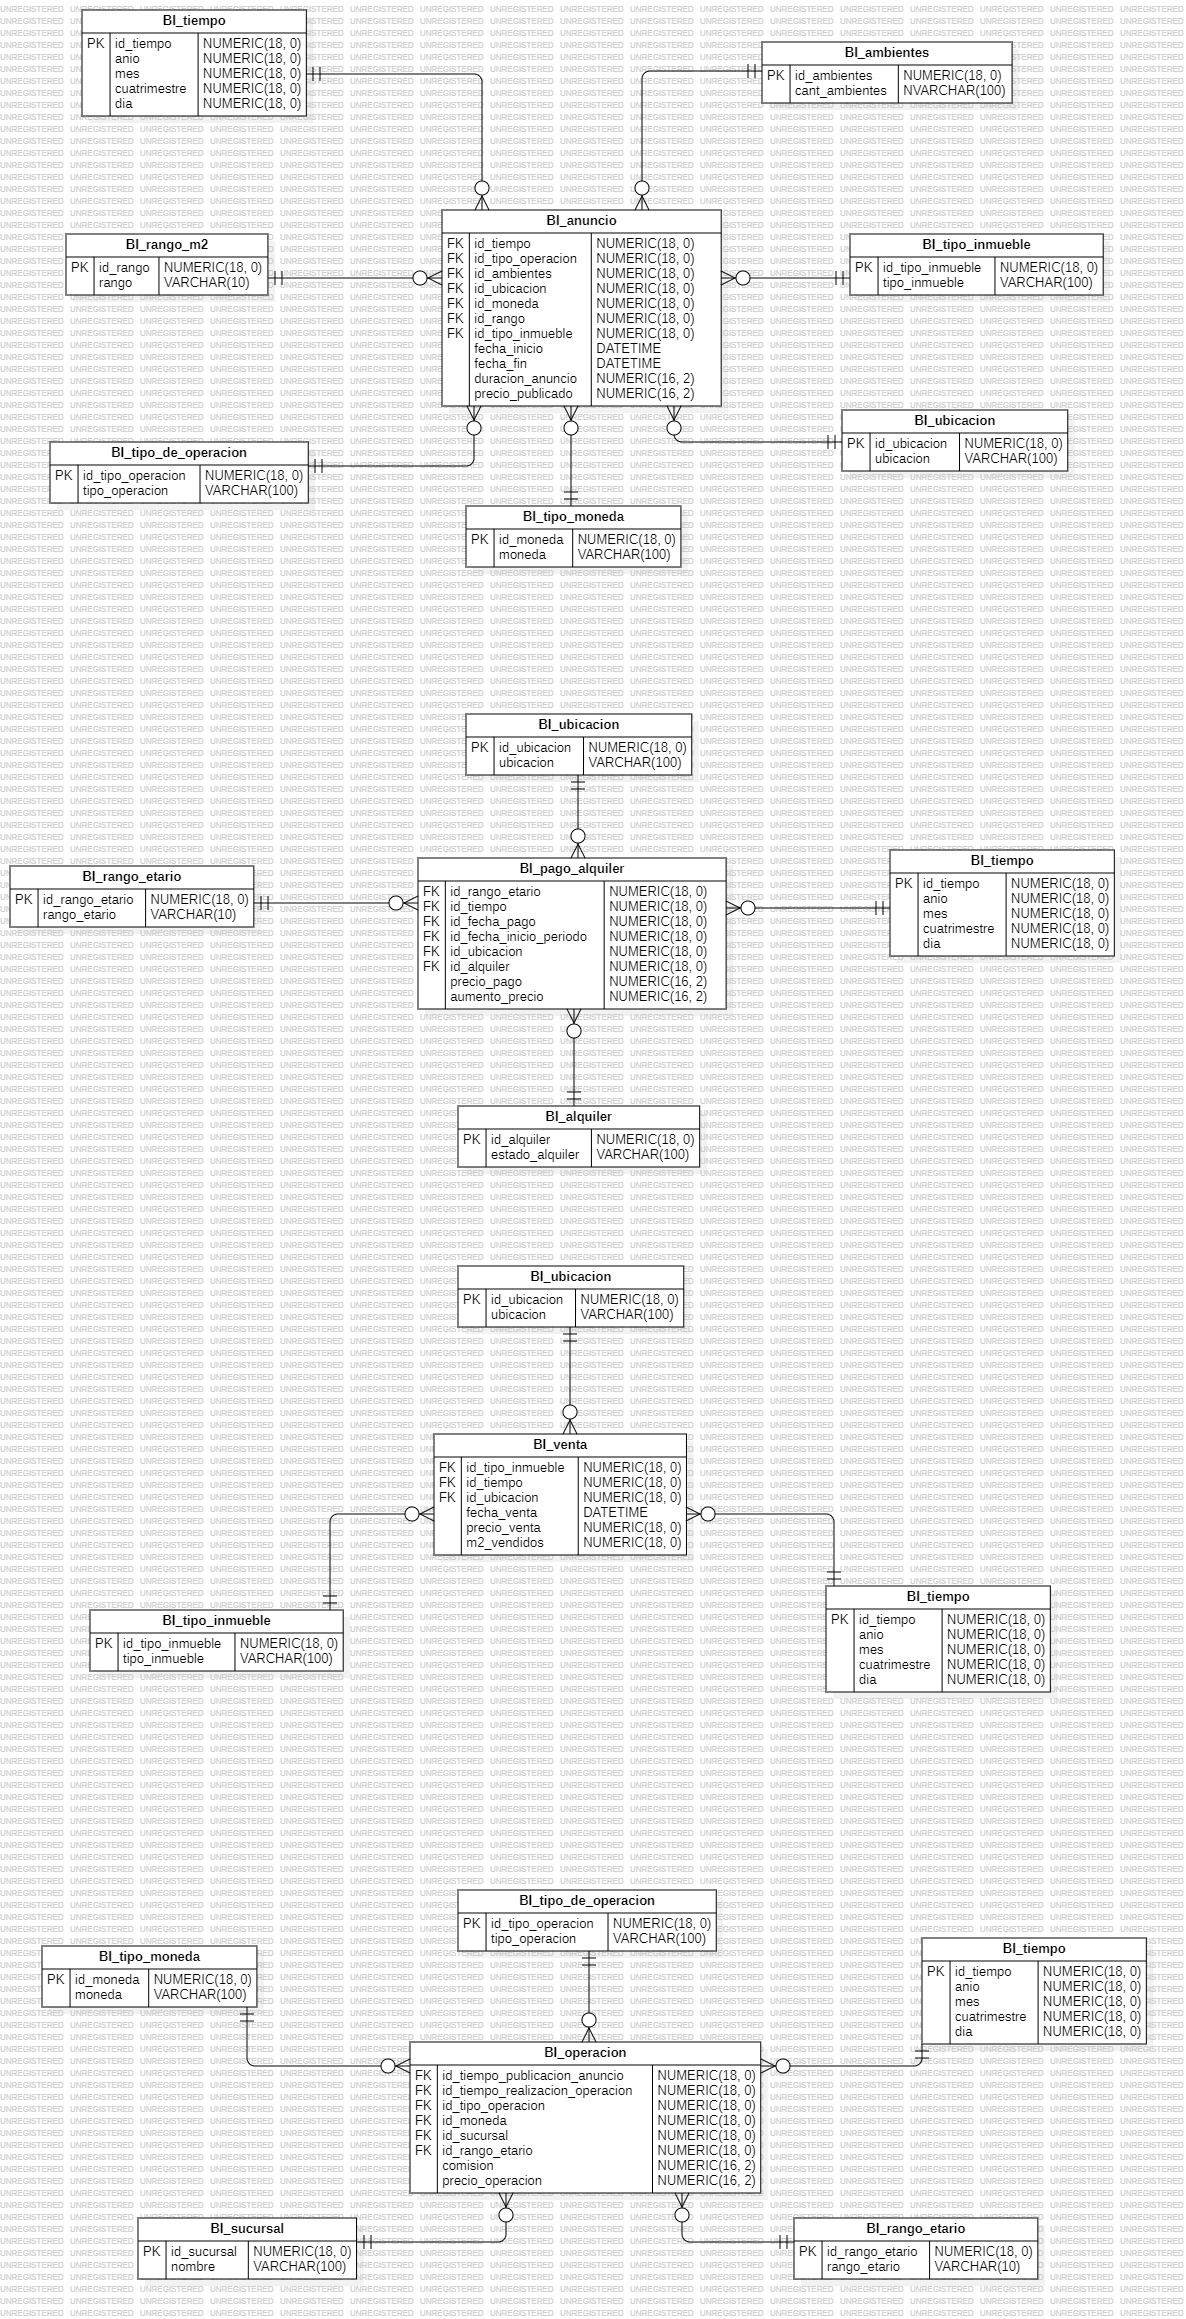 BI_tiempo
PK id_tiempo NUMERIC(18, 0)
anio NUMERIC(18, 0)
mes NUMERIC(18, 0)
cuatrimestre NUMERIC(18, 0)
dia NUMERIC(18, 0)
BI_ambientes
PK id_ambientes NUMERIC(18, 0)
cant_ambientes NVARCHAR(100)
BI_anuncio
FK id_tiempo NUMERIC(18, 0)
FK id_tipo_operacion NUMERIC(18, 0)
FK id_ambientes NUMERIC(18, 0)
FK id_ubicacion NUMERIC(18, 0)
FK id_moneda NUMERIC(18, 0)
FK id_rango NUMERIC(18, 0)
FK id_tipo_inmueble NUMERIC(18, 0)
fecha_inicio DATETIME
fecha_fin DATETIME
duracion_anuncio NUMERIC(16, 2)
precio_publicado NUMERIC(16, 2)
BI_rango_m2
PK id_rango NUMERIC(18, 0)
rango VARCHAR(10)
BI_tipo_inmueble
PK id_tipo_inmueble NUMERIC(18, 0)
tipo_inmueble VARCHAR(100)
BI_ubicacion
PK id_ubicacion NUMERIC(18, 0)
ubicacion VARCHAR(100)
BI_tipo_de_operacion
PK id_tipo_operacion NUMERIC(18, 0)
tipo_operacion VARCHAR(100)
BI_tipo_moneda
PK id_moneda NUMERIC(18, 0)
moneda VARCHAR(100)
BI_ubicacion
PK id_ubicacion NUMERIC(18, 0)
ubicacion VARCHAR(100)
BI_pago_alquiler
FK id_rango_etario NUMERIC(18, 0)
FK id_tiempo NUMERIC(18, 0)
FK id_fecha_pago NUMERIC(18, 0)
FK id_fecha_inicio_periodo NUMERIC(18, 0)
FK id_ubicacion NUMERIC(18, 0)
FK id_alquiler NUMERIC(18, 0)
precio_pago NUMERIC(16, 2)
aumento_precio NUMERIC(16, 2)
BI_rango_etario
PK id_rango_etario NUMERIC(18, 0)
rango_etario VARCHAR(10)
BI_tiempo
PK id_tiempo NUMERIC(18, 0)
anio NUMERIC(18, 0)
mes NUMERIC(18, 0)
cuatrimestre NUMERIC(18, 0)
dia NUMERIC(18, 0)
BI_alquiler
PK id_alquiler NUMERIC(18, 0)
estado_alquiler VARCHAR(100)
BI_ubicacion
PK id_ubicacion NUMERIC(18, 0)
ubicacion VARCHAR(100)
BI_venta
FK id_tipo_inmueble NUMERIC(18, 0)
FK id_tiempo NUMERIC(18, 0)
FK id_ubicacion NUMERIC(18, 0)
fecha_venta DATETIME
precio_venta NUMERIC(18, 0)
m2_vendidos NUMERIC(18, 0)
BI_tipo_inmueble
PK id_tipo_inmueble NUMERIC(18, 0)
tipo_inmueble VARCHAR(100)
BI_tiempo
PK id_tiempo NUMERIC(18, 0)
anio NUMERIC(18, 0)
mes NUMERIC(18, 0)
cuatrimestre NUMERIC(18, 0)
dia NUMERIC(18, 0)
BI_tipo_de_operacion
PK id_tipo_operacion NUMERIC(18, 0)
tipo_operacion VARCHAR(100)
BI_tipo_moneda
PK id_moneda NUMERIC(18, 0)
moneda VARCHAR(100)
BI_tiempo
PK id_tiempo NUMERIC(18, 0)
anio NUMERIC(18, 0)
mes NUMERIC(18, 0)
cuatrimestre NUMERIC(18, 0)
dia NUMERIC(18, 0)
BI_operacion
FK id_tiempo_publicacion_anuncio NUMERIC(18, 0)
FK id_tiempo_realizacion_operacion NUMERIC(18, 0)
FK id_tipo_operacion NUMERIC(18, 0)
FK id_moneda NUMERIC(18, 0)
FK id_sucursal NUMERIC(18, 0)
FK id_rango_etario NUMERIC(18, 0)
comision NUMERIC(16, 2)
precio_operacion NUMERIC(16, 2)
BI_sucursal
PK id_sucursal NUMERIC(18, 0)
nombre VARCHAR(100)
BI_rango_etario
PK id_rango_etario NUMERIC(18, 0)
rango_etario VARCHAR(10)
UNREGISTERED